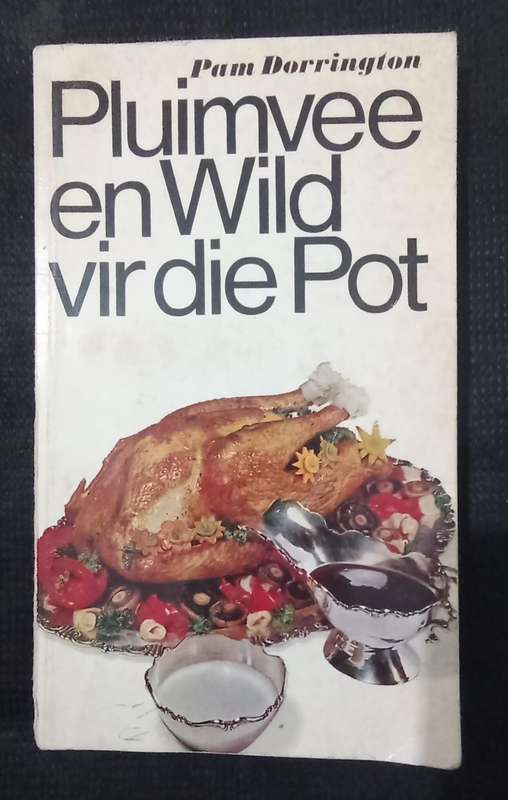 Pam Dorrington
Pluimvee
en Wild
vir die Pot